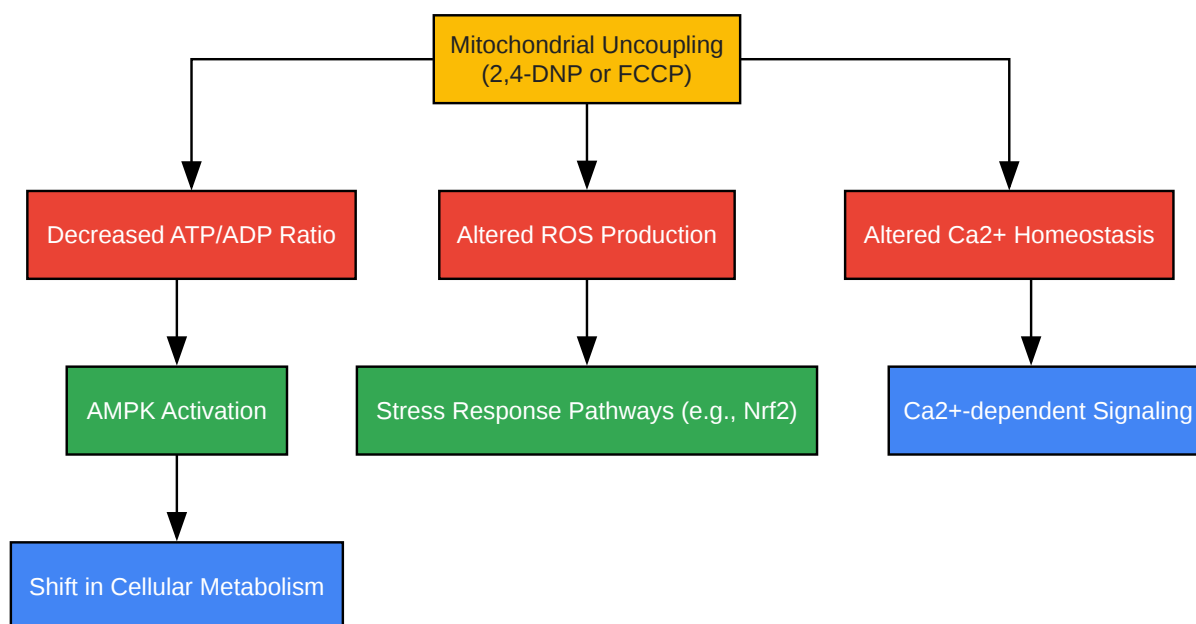 Mitochondrial Uncoupling
(2,4-DNP or FCCP)
Decreased ATP/ADP Ratio
Altered ROS Production
Altered Ca2+ Homeostasis
AMPK Activation
Stress Response Pathways (e.g., Nrf2)
Ca2+-dependent Signaling
Shift in Cellular Metabolism